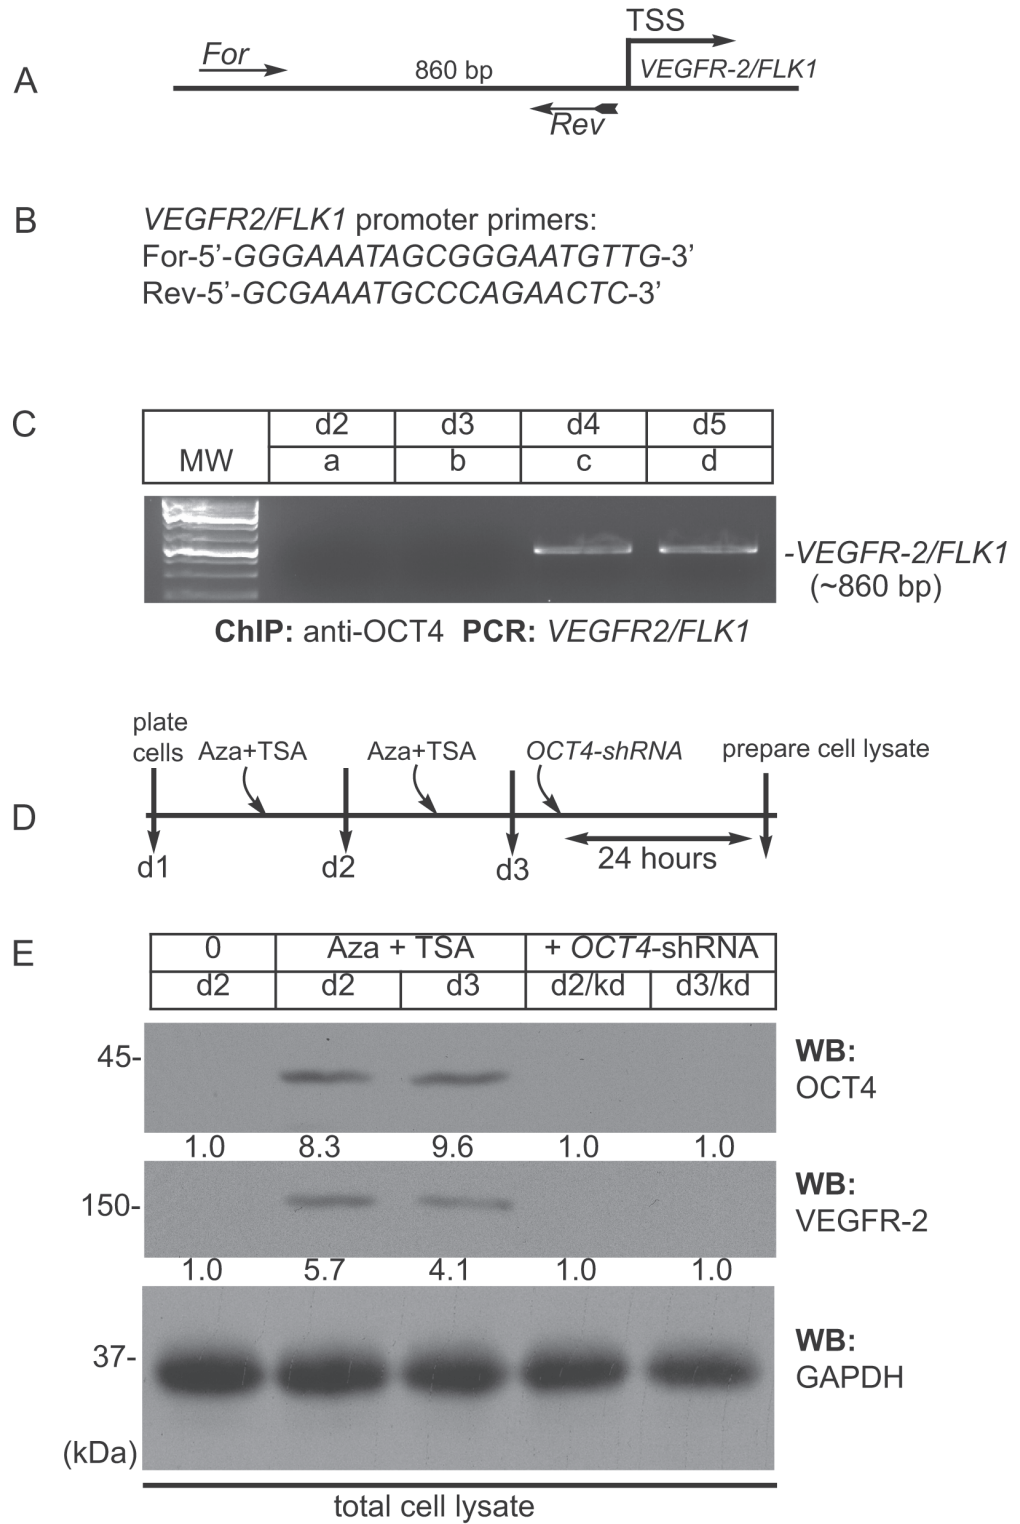 A
For
860 bp
TSS
VEGFR-2/FLK1
Rev
B
VEGFR2/FLK1 promoter primers:
For-5’-GGGAAATAGCGGGAATGTTG-3’
Rev-5’-GCGAAATGCCCAGAACTC-3’
C
MW
d2 d3 d4 d5
a b c d
-VEGFR-2/FLK1
(~860 bp)
ChIP: anti-OCT4 PCR: VEGFR2/FLK1
D
plate
cells
Aza+TSA
Aza+TSA
OCT4-shRNA
prepare cell lysate
d1
d2
d3
24 hours
E
0 Aza + TSA + OCT4-shRNA
d2 d2 d3 d2/kd d3/kd
45-
WB:
OCT4
1.0 8.3 9.6 1.0 1.0
150-
WB:
VEGFR-2
1.0 5.7 4.1 1.0 1.0
37-
WB:
GAPDH
(kDa)
total cell lysate